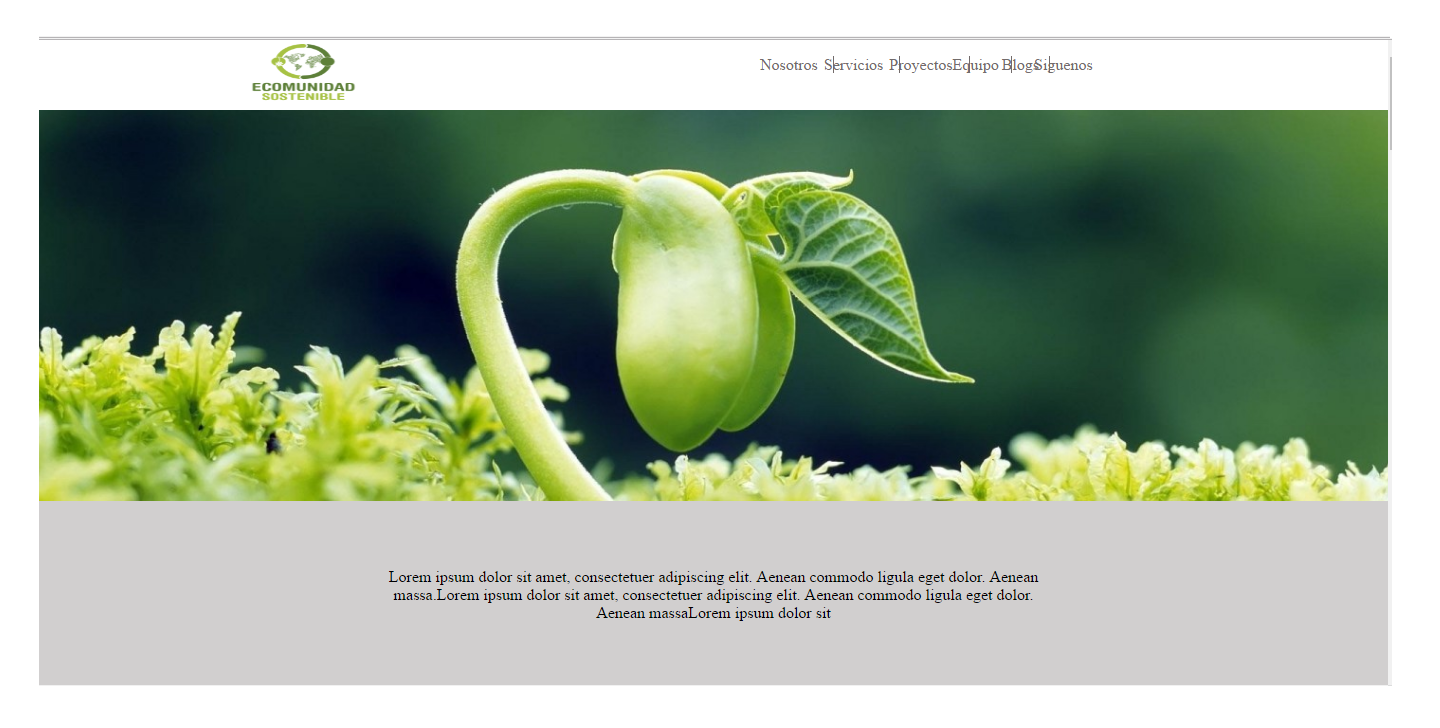 ECOMUNIDAD
SOSTENIBLE
Nosotros Servicios Proyectos Equipo Blogs Siguenos
Lorem ipsum dolor sit amet, consectetuer adipiscing elit. Aenean commodo ligula eget dolor. Aenean
massa.Lorem ipsum dolor sit amet, consectetuer adipiscing elit. Aenean commodo ligula eget dolor.
Aenean massaLorem ipsum dolor sit